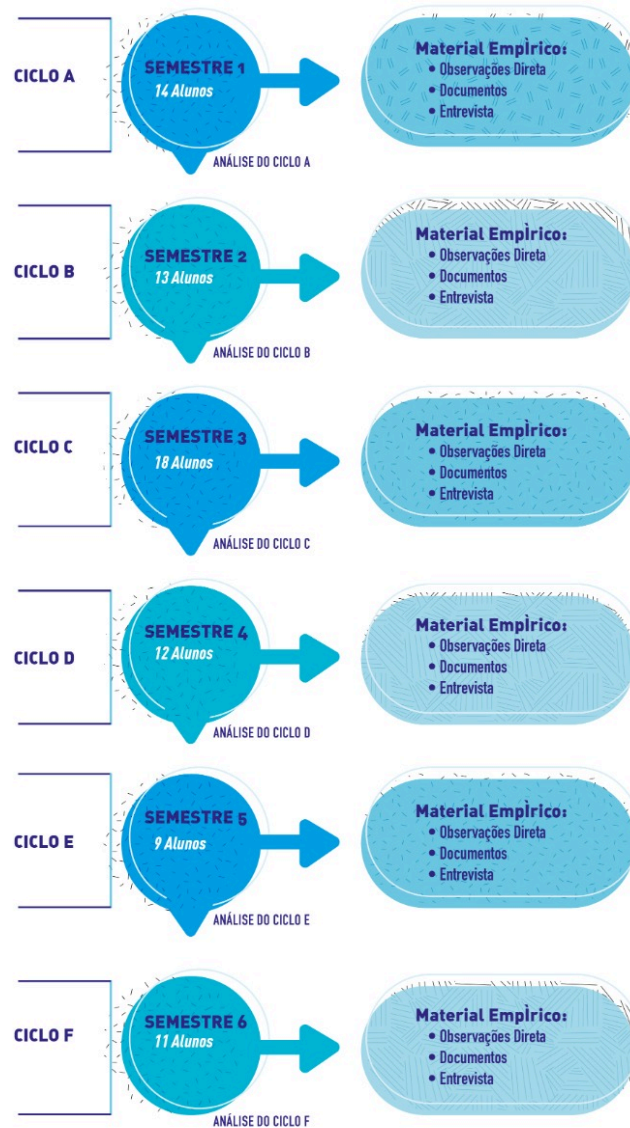 CICLO A
SEMESTRE 1
14 Alunos
ANÁLISE DO CICLO A
Material Empìrico:
• Observações Direta
• Documentos
• Entrevista
CICLO B
SEMESTRE 2
13 Alunos
ANÁLISE DO CICLO B
Material Empìrico:
• Observações Direta
• Documentos
• Entrevista
CICLO C
SEMESTRE 3
18 Alunos
ANÁLISE DO CICLO C
Material Empìrico:
• Observações Direta
• Documentos
• Entrevista
CICLO D
SEMESTRE 4
12 Alunos
ANÁLISE DO CICLO D
Material Empìrico:
• Observações Direta
• Documentos
• Entrevista
CICLO E
SEMESTRE 5
9 Alunos
ANÁLISE DO CICLO E
Material Empìrico:
• Observações Direta
• Documentos
• Entrevista
CICLO F
SEMESTRE 6
11 Alunos
ANÁLISE DO CICLO F
Material Empìrico:
• Observações Direta
• Documentos
• Entrevista